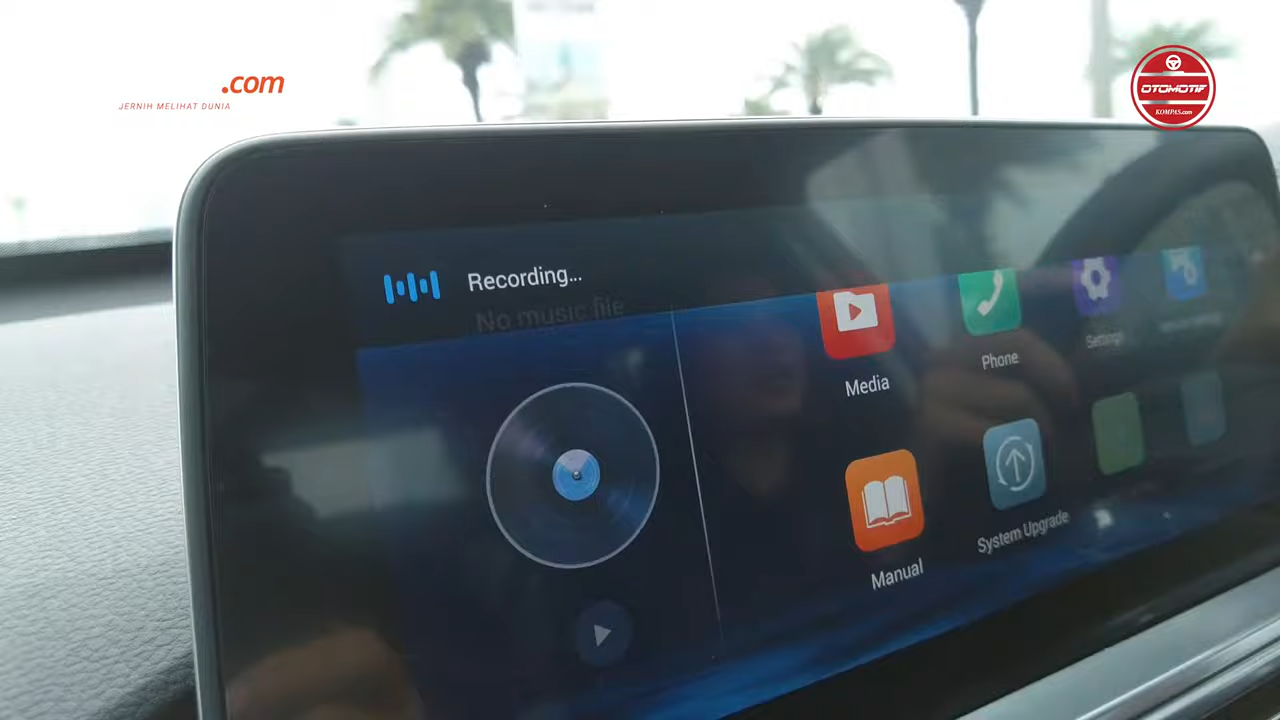 .com
JERNIH MELIHAT DUNIA
OTOMOTIF
KOMPAS.com
Recording...
No music file
Media
Phone
Settings
Manual
System Upgrade